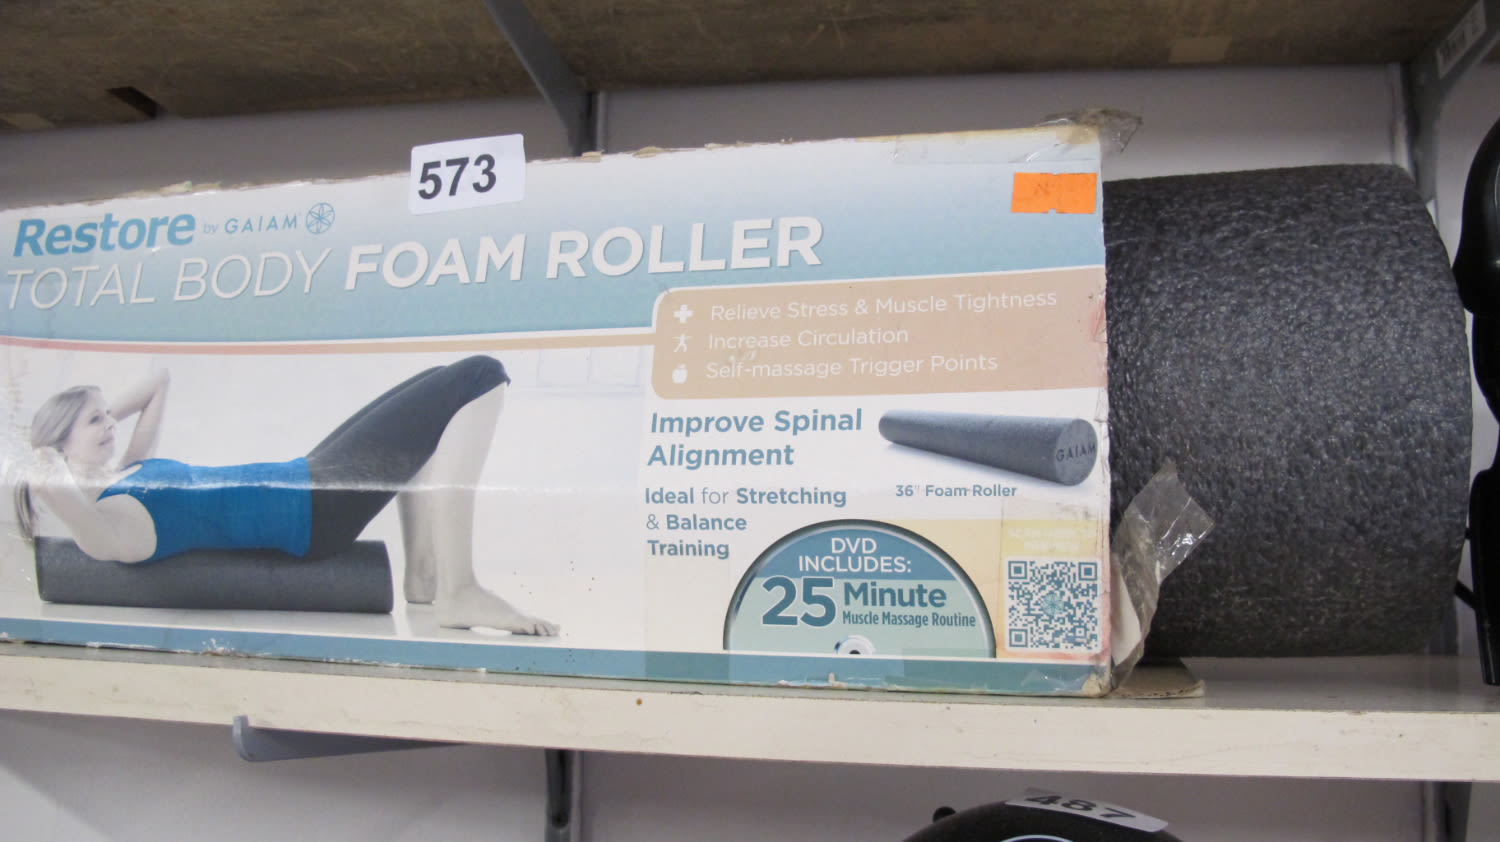 573
Restore by GAIAM
TOTAL BODY FOAM ROLLER
Relieve Stress & Muscle Tightness
Increase Circulation
Self-massage Trigger Points
Improve Spinal
Alignment
GAIAM
36" Foam Roller
Ideal for Stretching
& Balance
Training
DVD
INCLUDES:
25 Minute
Muscle Massage Routine
487